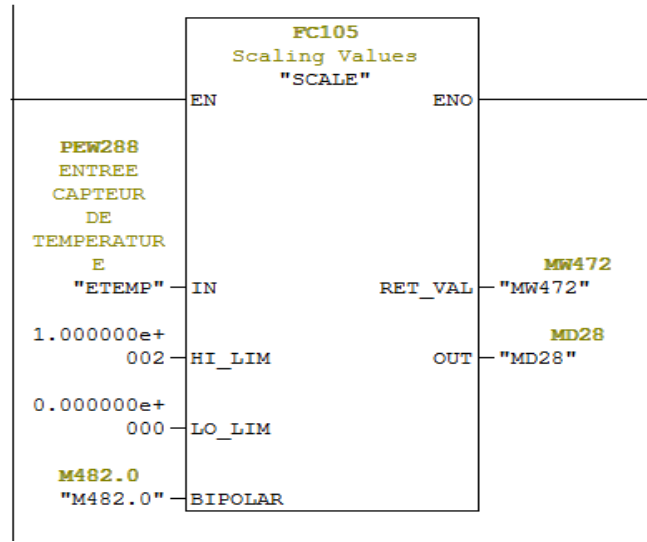 FC105
Scaling Values
"SCALE"
EN ENO
PEW288
ENTREE
CAPTEUR
DE
TEMPERATUR
E
MW472
"ETEMP" IN RET_VAL "MW472"
1.000000e+
MD28
002 HI_LIM OUT "MD28"
0.000000e+
000 LO_LIM
M482.0
"M482.0" BIPOLAR